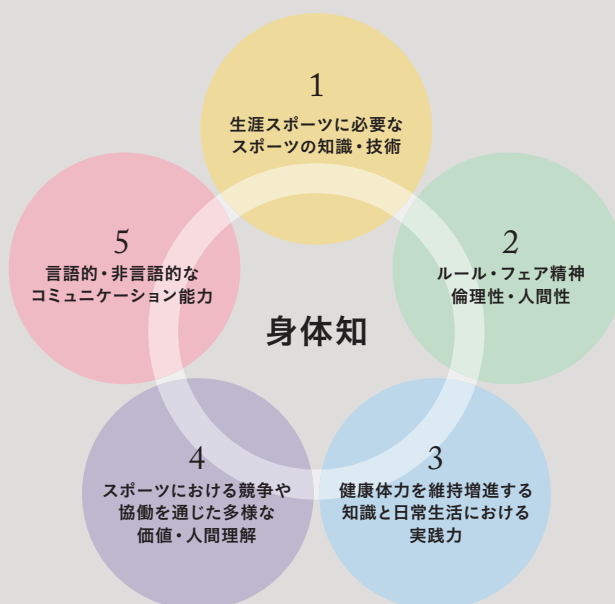 1
生涯スポーツに必要な
スポーツの知識・技術
2
ルール・フェア精神
倫理性・人間性
3
健康体力を維持増進する
知識と日常生活における
実践力
4
スポーツにおける競争や
協働を通じた多様な
価値・人間理解
5
言語的・非言語的な
コミュニケーション能力
身体知